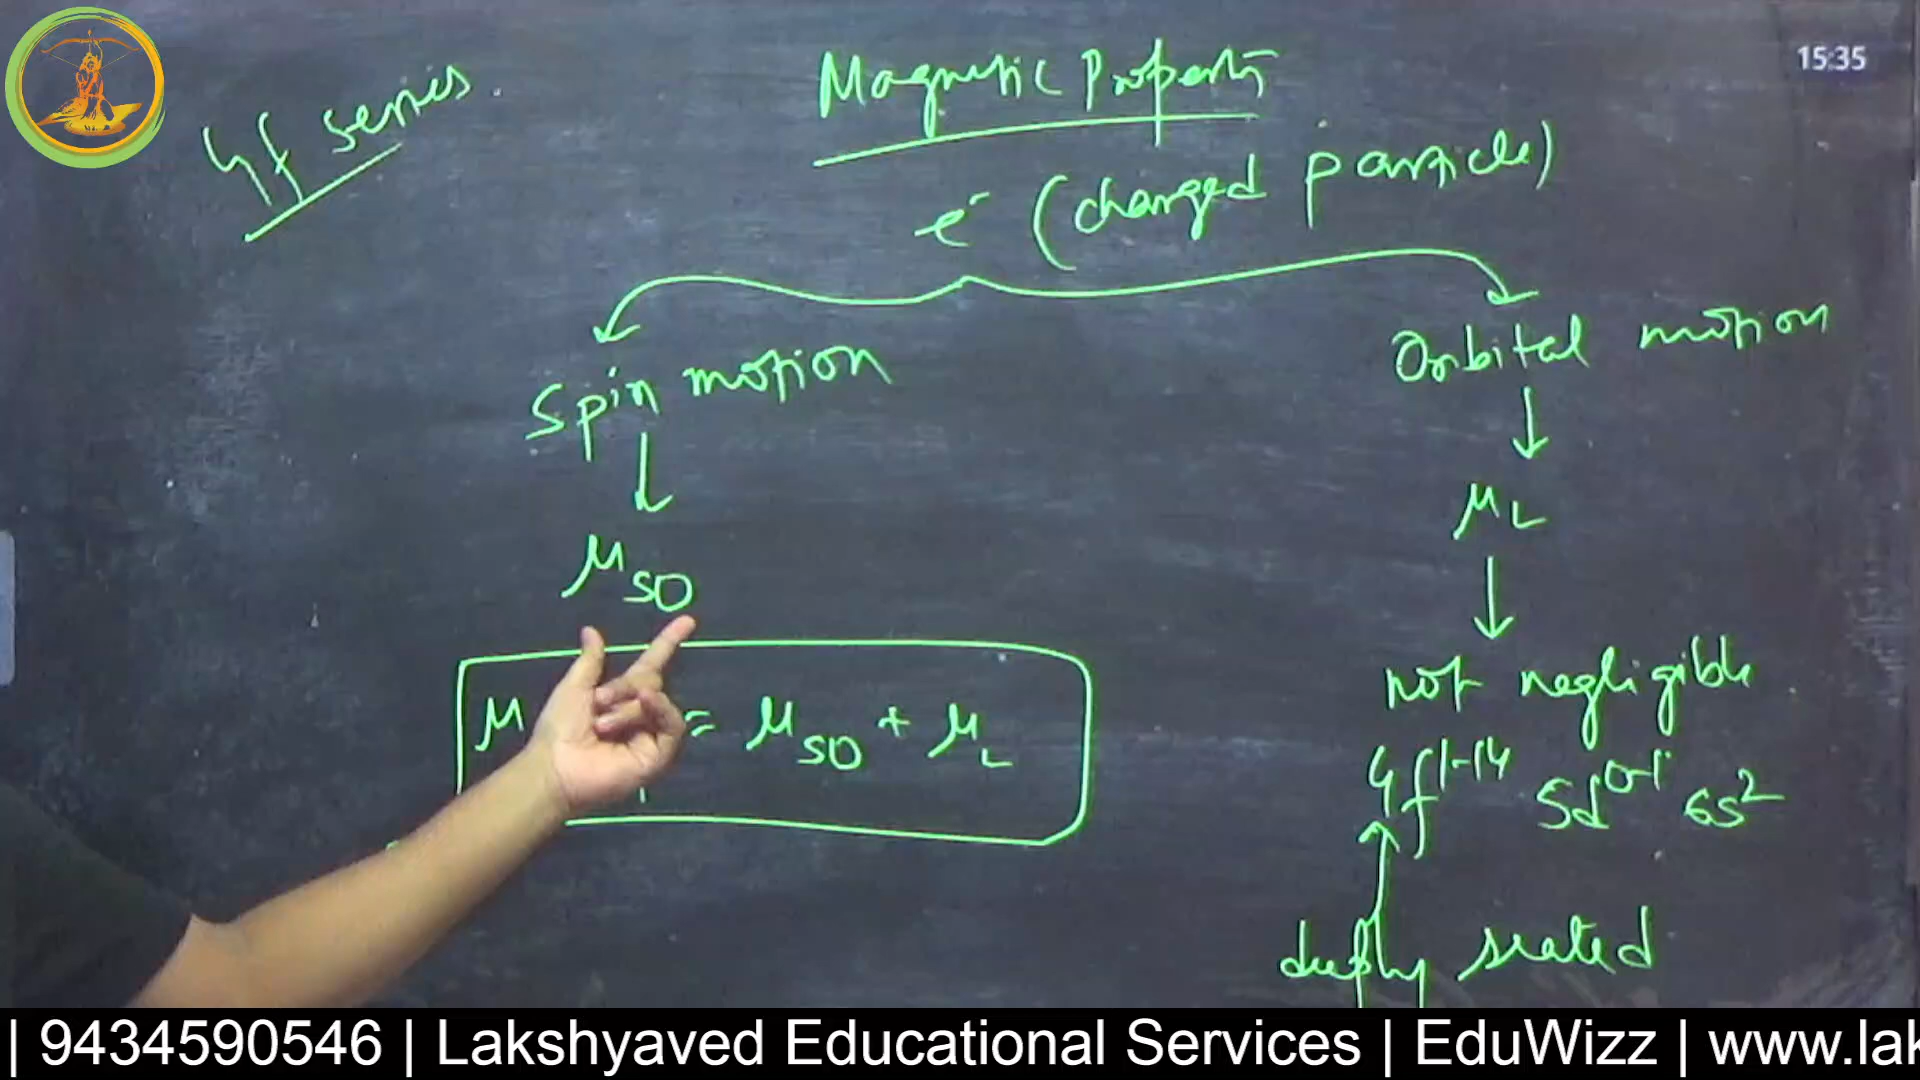 15:35
4f series
Magnetic Property
e⁻ (charged particle)
Spin motion
Orbital motion
μSO
μL
not negligible
μ = μSO + μL
4f¹⁻¹⁴ 5d⁰⁻¹ 6s²
deeply seated
| 9434590546 | Lakshyaved Educational Services | EduWizz | www.lak